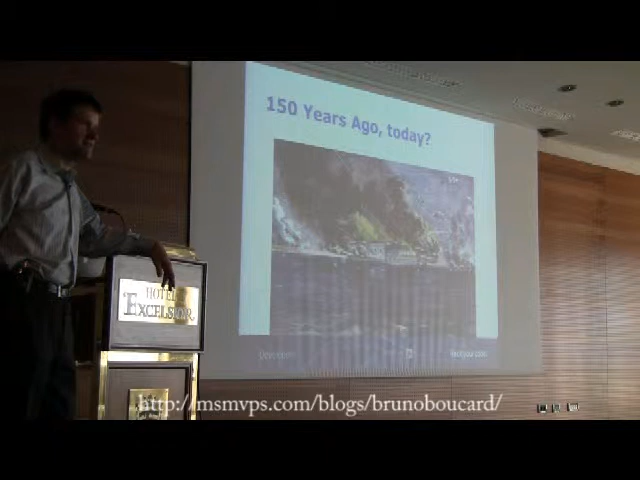 150 Years Ago, today?
HOTEL
EXCELSIOR
http://msmvps.com/blogs/brunoboucard/